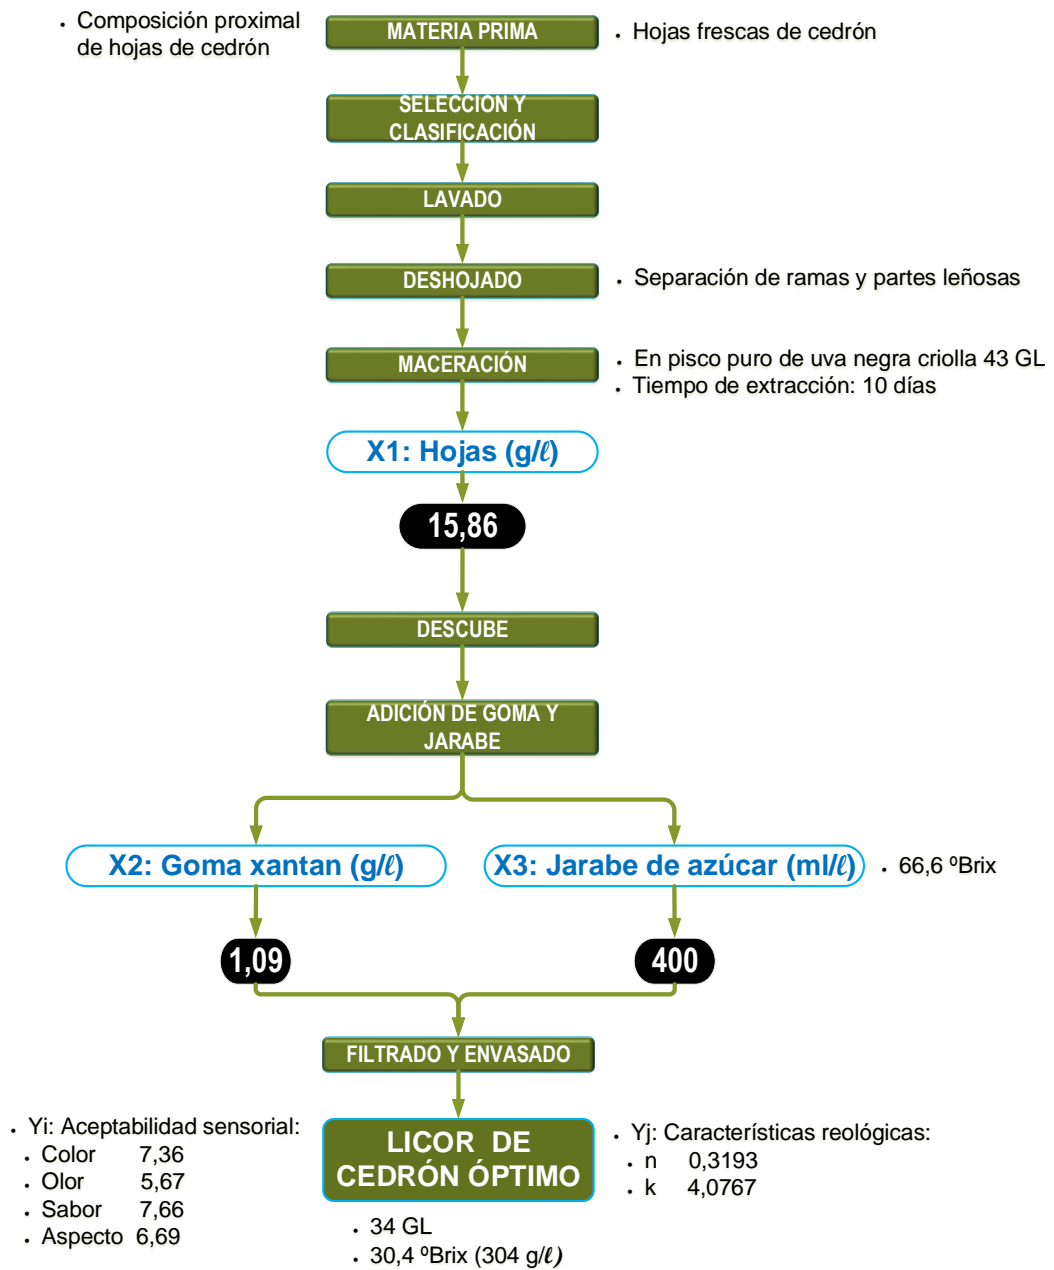 • Composición proximal
de hojas de cedrón
MATERIA PRIMA
• Hojas frescas de cedrón
SELECCIÓN Y
CLASIFICACIÓN
LAVADO
DESHOJADO
• Separación de ramas y partes leñosas
MACERACIÓN
• En pisco puro de uva negra criolla 43 GL
• Tiempo de extracción: 10 días
X1: Hojas (g/ℓ)
15,86
DESCUBE
ADICIÓN DE GOMA Y
JARABE
X2: Goma xantan (g/ℓ)
X3: Jarabe de azúcar (ml/ℓ)
• 66,6 ºBrix
1,09
400
FILTRADO Y ENVASADO
• Yi: Aceptabilidad sensorial:
• Color 7,36
• Olor 5,67
• Sabor 7,66
• Aspecto 6,69
LICOR DE
CEDRÓN ÓPTIMO
• Yj: Características reológicas:
• n 0,3193
• k 4,0767
• 34 GL
• 30,4 ºBrix (304 g/ℓ)